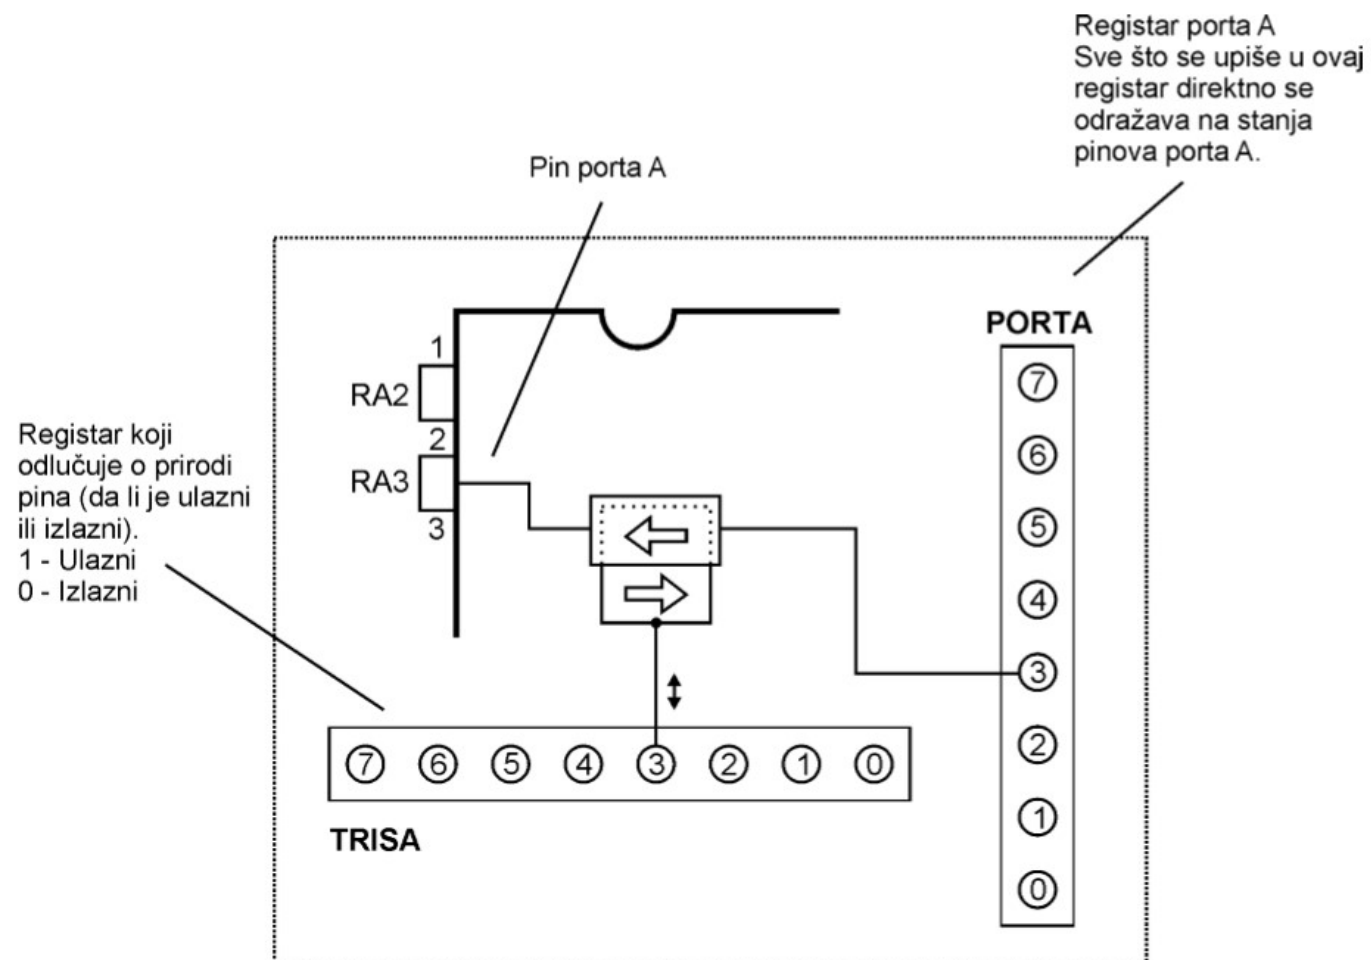 Registar porta A
Sve što se upiše u ovaj
registar direktno se
odražava na stanja
pinova porta A.
Pin porta A
PORTA
7
6
5
4
3
2
1
0
1
RA2
2
RA3
3
Registar koji
odlučuje o prirodi
pina (da li je ulazni
ili izlazni).
1 - Ulazni
0 - Izlazni
7 6 5 4 3 2 1 0
TRISA